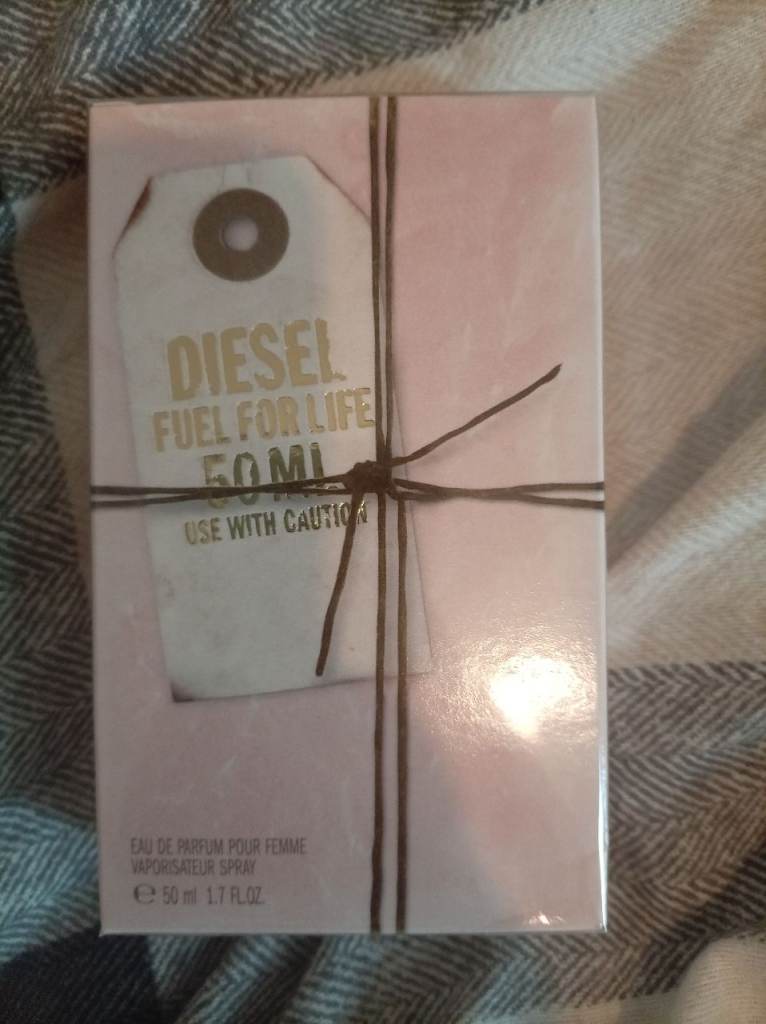 DIESEL
FUEL FOR LIFE
50 ML
USE WITH CAUTION
EAU DE PARFUM POUR FEMME
VAPORISATEUR SPRAY
℮ 50 ml 1.7 FL.OZ.